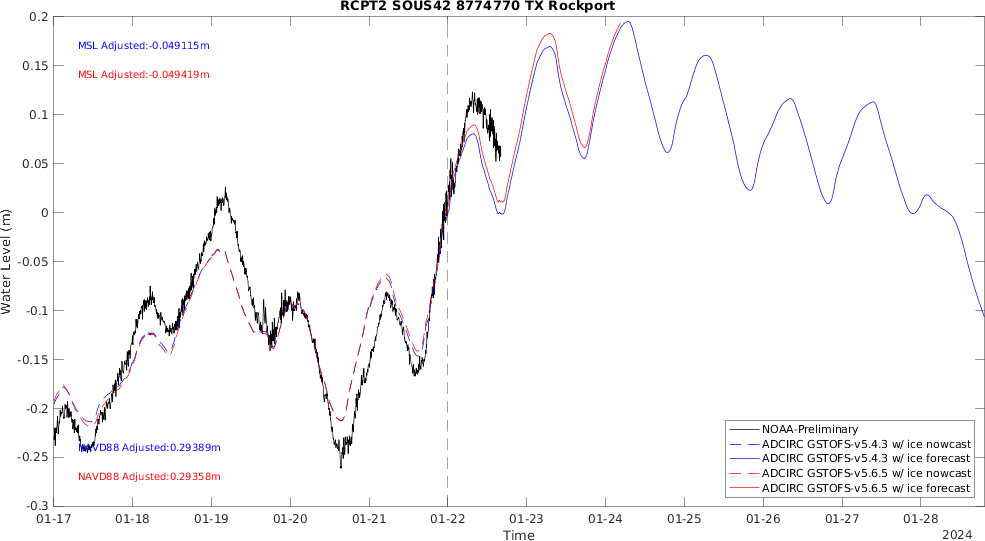 RCPT2 SOUS42 8774770 TX Rockport
MSL Adjusted:-0.049115m
MSL Adjusted:-0.049419m
NAVD88 Adjusted:0.29389m
NAVD88 Adjusted:0.29358m
Water Level (m)
0.2
0.15
0.1
0.05
0
-0.05
-0.1
-0.15
-0.2
-0.25
-0.3
NOAA-Preliminary
ADCIRC GSTOFS-v5.4.3 w/ ice nowcast
ADCIRC GSTOFS-v5.4.3 w/ ice forecast
ADCIRC GSTOFS-v5.6.5 w/ ice nowcast
ADCIRC GSTOFS-v5.6.5 w/ ice forecast
01-17 01-18 01-19 01-20 01-21 01-22 01-23 01-24 01-25 01-26 01-27 01-28
Time
2024